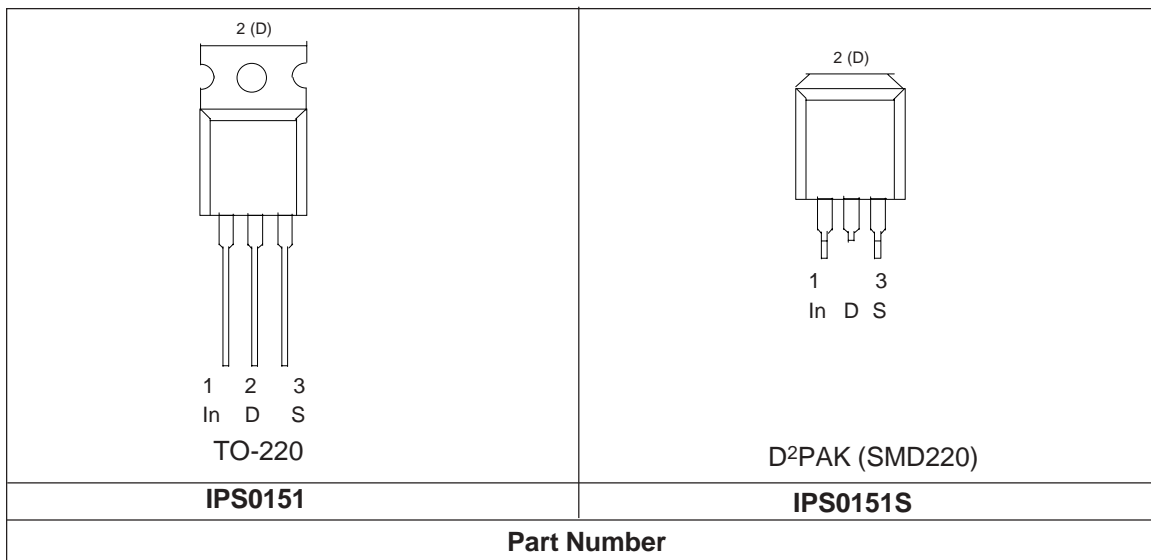 2 (D)
1 2 3
In D S
TO-220
IPS0151
2 (D)
1 3
In D S
D²PAK (SMD220)
IPS0151S
Part Number